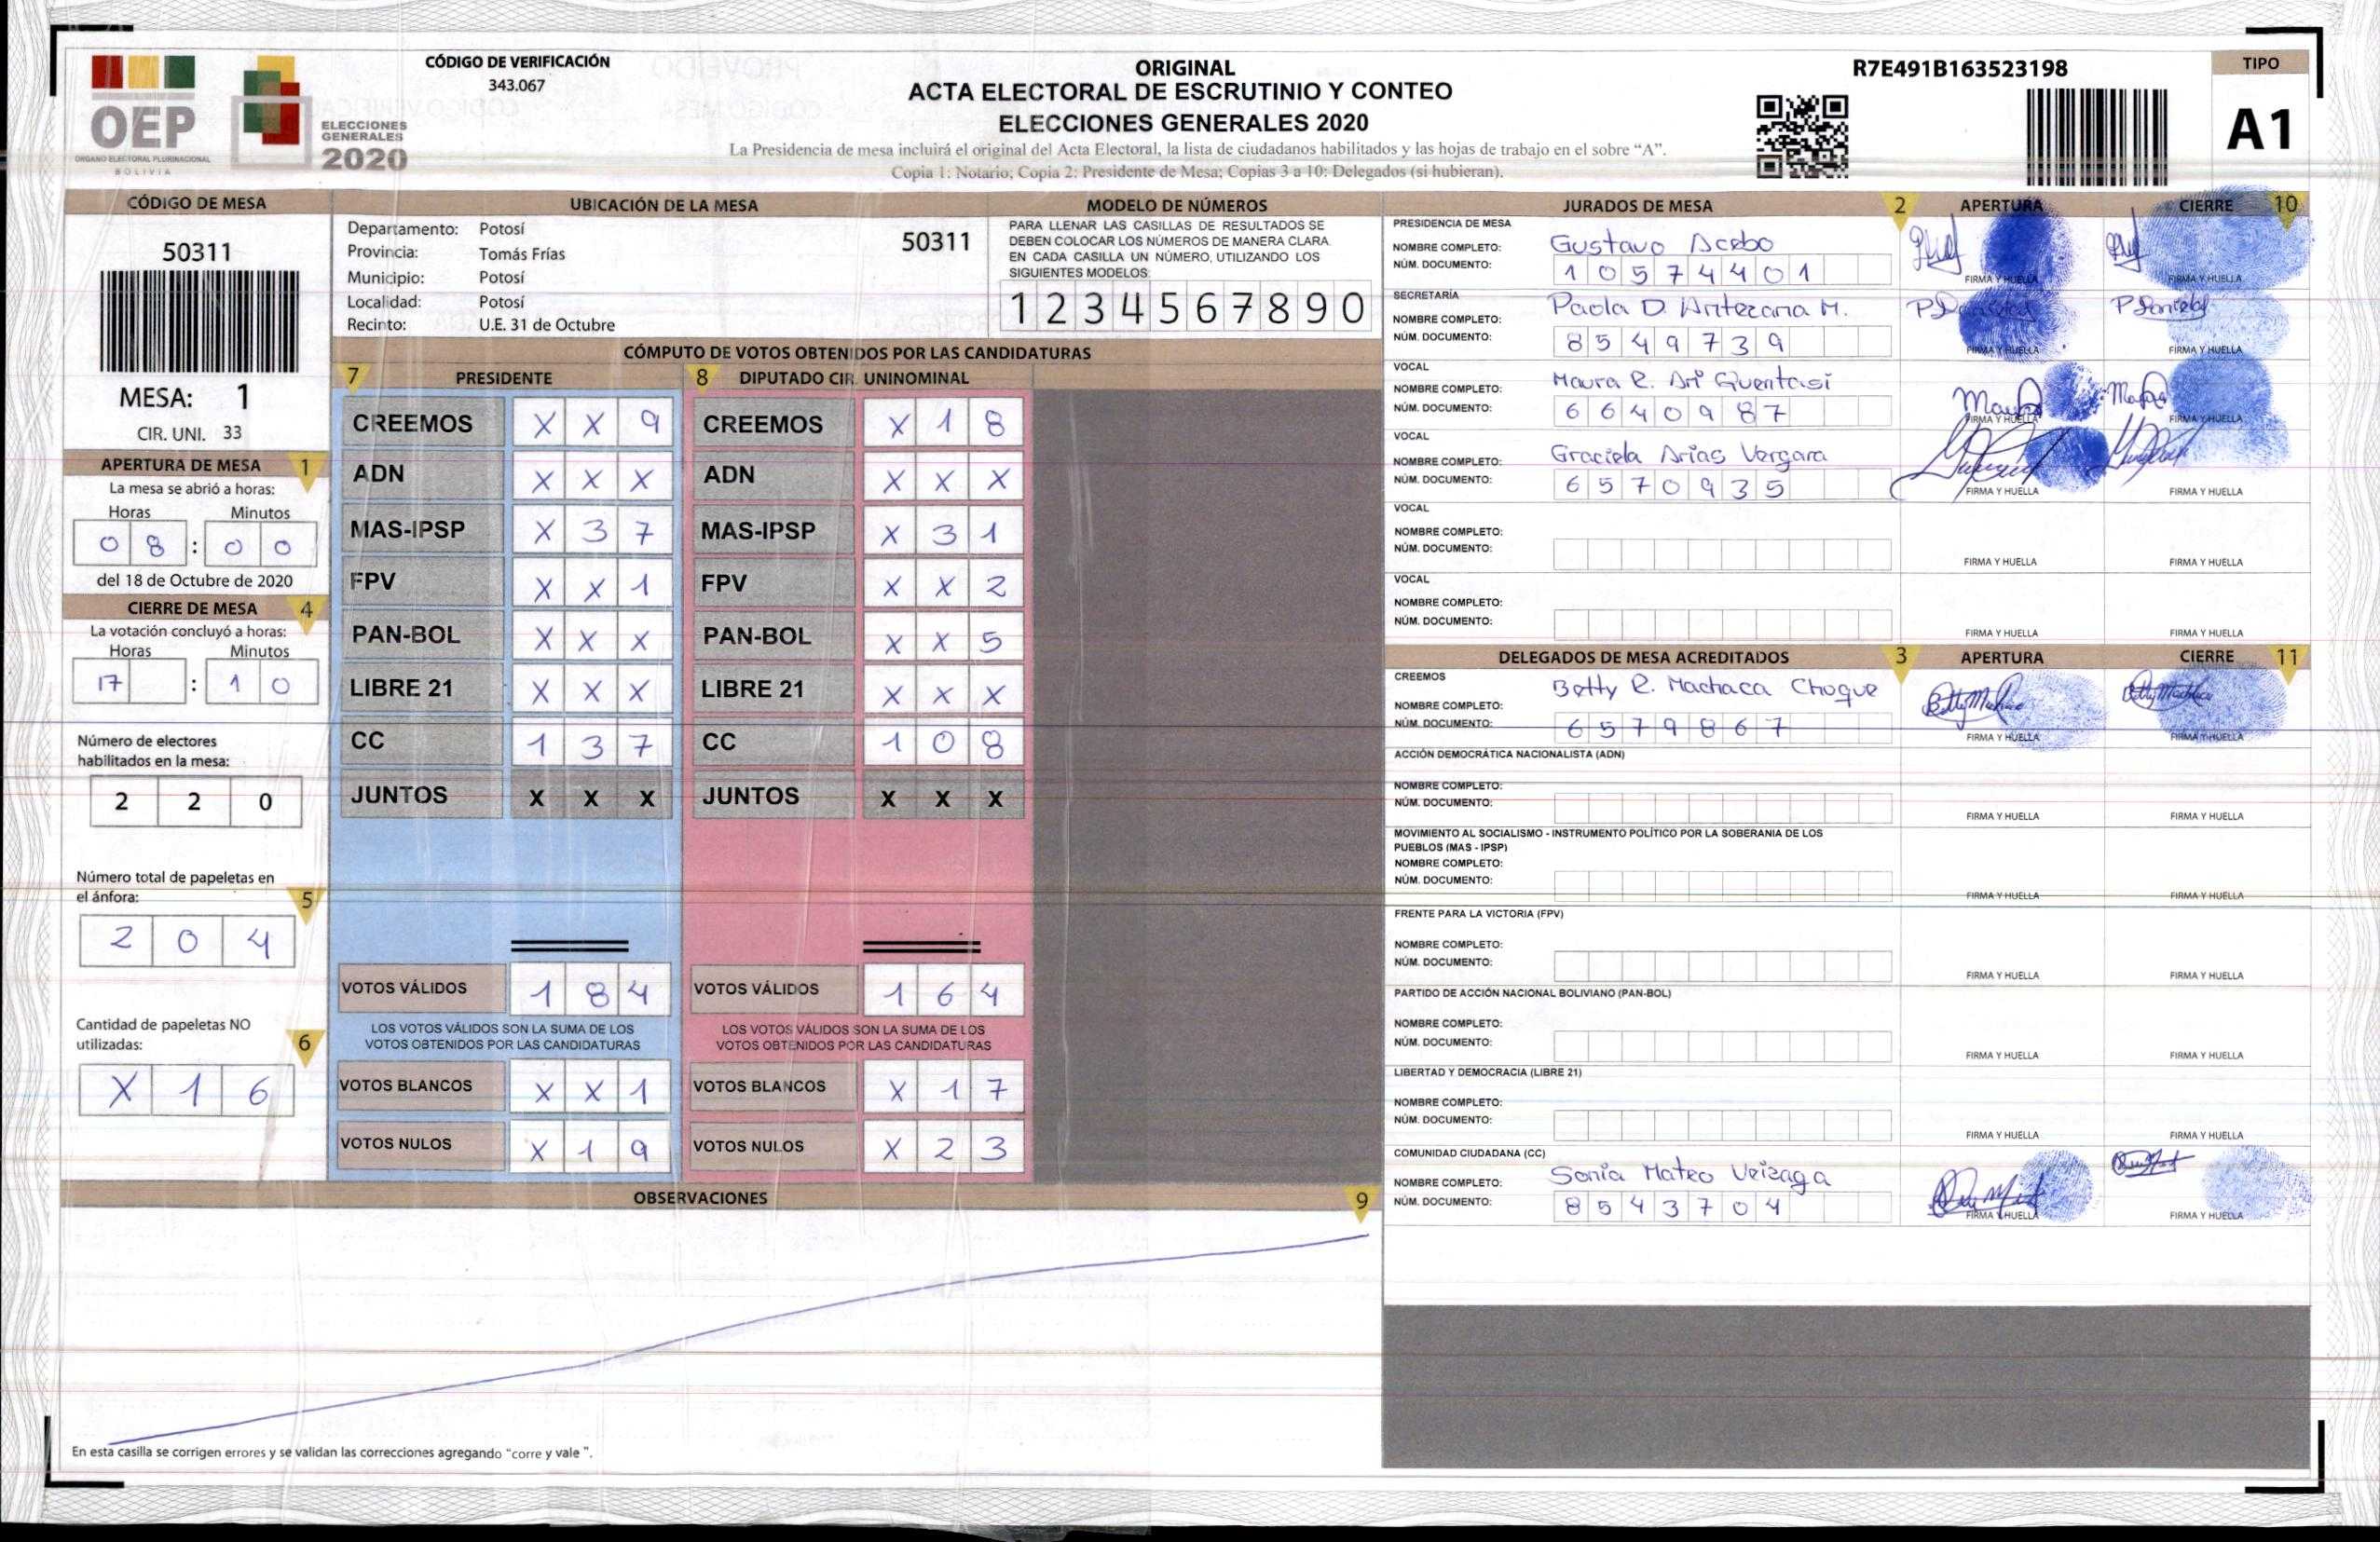 OEP
ORGANO ELECTORAL PLURINACIONAL
BOLIVIA
ELECCIONES
GENERALES
2020
CÓDIGO DE VERIFICACIÓN
343.067
ORIGINAL
ACTA ELECTORAL DE ESCRUTINIO Y CONTEO
ELECCIONES GENERALES 2020
La Presidencia de mesa incluirá el original del Acta Electoral, la lista de ciudadanos habilitados y las hojas de trabajo en el sobre “A”.
Copia 1: Notario; Copia 2: Presidente de Mesa; Copias 3 a 10: Delegados (si hubieran).
R7E491B163523198
TIPO
A1
CÓDIGO DE MESA
50311
MESA: 1
CIR. UNI. 33
APERTURA DE MESA 1
La mesa se abrió a horas:
Horas Minutos
0 8 : 0 0
del 18 de Octubre de 2020
CIERRE DE MESA 4
La votación concluyó a horas:
Horas Minutos
17 : 1 0
Número de electores
habilitados en la mesa:
2 2 0
Número total de papeletas en
el ánfora: 5
2 0 4
Cantidad de papeletas NO
utilizadas: 6
X 1 6
UBICACIÓN DE LA MESA
Departamento: Potosí
50311
Provincia: Tomás Frías
Municipio: Potosí
Localidad: Potosí
Recinto: U.E. 31 de Octubre
MODELO DE NÚMEROS
PARA LLENAR LAS CASILLAS DE RESULTADOS SE
DEBEN COLOCAR LOS NÚMEROS DE MANERA CLARA.
EN CADA CASILLA UN NÚMERO, UTILIZANDO LOS
SIGUIENTES MODELOS:
1 2 3 4 5 6 7 8 9 0
CÓMPUTO DE VOTOS OBTENIDOS POR LAS CANDIDATURAS
7 PRESIDENTE
CREEMOS X X 9
ADN X X X
MAS-IPSP X 3 7
FPV X X 1
PAN-BOL X X X
LIBRE 21 X X X
CC 1 3 7
JUNTOS X X X
VOTOS VÁLIDOS 1 8 4
LOS VOTOS VÁLIDOS SON LA SUMA DE LOS
VOTOS OBTENIDOS POR LAS CANDIDATURAS
VOTOS BLANCOS X X 1
VOTOS NULOS X 1 9
8 DIPUTADO CIR. UNINOMINAL
CREEMOS X 1 8
ADN X X X
MAS-IPSP X 3 1
FPV X X 2
PAN-BOL X X 5
LIBRE 21 X X X
CC 1 0 8
JUNTOS X X X
VOTOS VÁLIDOS 1 6 4
LOS VOTOS VÁLIDOS SON LA SUMA DE LOS
VOTOS OBTENIDOS POR LAS CANDIDATURAS
VOTOS BLANCOS X 1 7
VOTOS NULOS X 2 3
OBSERVACIONES 9
En esta casilla se corrigen errores y se validan las correcciones agregando “corre y vale ”.
JURADOS DE MESA 2 APERTURA CIERRE 10
PRESIDENCIA DE MESA
NOMBRE COMPLETO: Gustavo Acebo
NÚM. DOCUMENTO: 1 0 5 7 4 4 0 1
FIRMA Y HUELLA FIRMA Y HUELLA
SECRETARÍA
NOMBRE COMPLETO: Paola D. Antezana M.
NÚM. DOCUMENTO: 8 5 4 9 7 3 9
FIRMA Y HUELLA FIRMA Y HUELLA
VOCAL
NOMBRE COMPLETO: Maura R. Ari Quentasi
NÚM. DOCUMENTO: 6 6 4 0 9 8 7
FIRMA Y HUELLA FIRMA Y HUELLA
VOCAL
NOMBRE COMPLETO: Graciela Arias Vergara
NÚM. DOCUMENTO: 6 5 7 0 9 3 5
FIRMA Y HUELLA FIRMA Y HUELLA
VOCAL
NOMBRE COMPLETO:
NÚM. DOCUMENTO:
FIRMA Y HUELLA FIRMA Y HUELLA
VOCAL
NOMBRE COMPLETO:
NÚM. DOCUMENTO:
FIRMA Y HUELLA FIRMA Y HUELLA
DELEGADOS DE MESA ACREDITADOS 3 APERTURA CIERRE 11
CREEMOS
NOMBRE COMPLETO: Betty R. Machaca Choque
NÚM. DOCUMENTO: 6 5 7 9 8 6 7
FIRMA Y HUELLA FIRMA Y HUELLA
ACCIÓN DEMOCRÁTICA NACIONALISTA (ADN)
NOMBRE COMPLETO:
NÚM. DOCUMENTO:
FIRMA Y HUELLA FIRMA Y HUELLA
MOVIMIENTO AL SOCIALISMO - INSTRUMENTO POLÍTICO POR LA SOBERANIA DE LOS
PUEBLOS (MAS - IPSP)
NOMBRE COMPLETO:
NÚM. DOCUMENTO:
FIRMA Y HUELLA FIRMA Y HUELLA
FRENTE PARA LA VICTORIA (FPV)
NOMBRE COMPLETO:
NÚM. DOCUMENTO:
FIRMA Y HUELLA FIRMA Y HUELLA
PARTIDO DE ACCIÓN NACIONAL BOLIVIANO (PAN-BOL)
NOMBRE COMPLETO:
NÚM. DOCUMENTO:
FIRMA Y HUELLA FIRMA Y HUELLA
LIBERTAD Y DEMOCRACIA (LIBRE 21)
NOMBRE COMPLETO:
NÚM. DOCUMENTO:
FIRMA Y HUELLA FIRMA Y HUELLA
COMUNIDAD CIUDADANA (CC)
NOMBRE COMPLETO: Sonia Mateo Veizaga
NÚM. DOCUMENTO: 8 5 4 3 7 0 4
FIRMA Y HUELLA FIRMA Y HUELLA